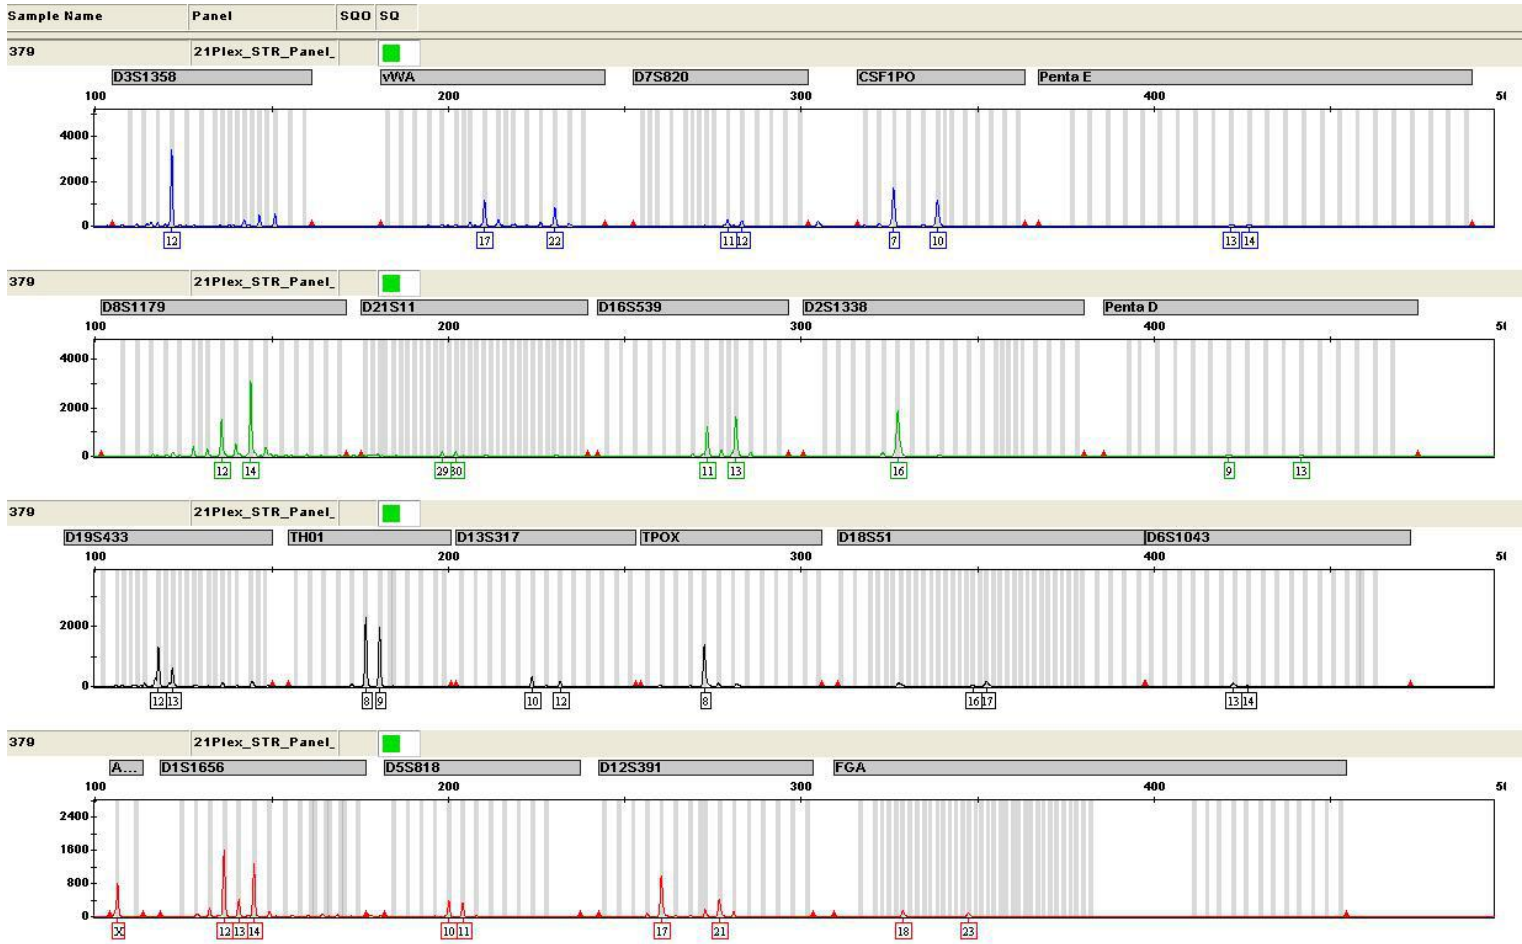 Sample Name Panel SQO SQ
379 21Plex_STR_Panel_
D3S1358 vWA D7S820 CSF1PO Penta E
100 200 300 400 50
4000
2000
0
12 17 22 11 12 7 10 13 14
379 21Plex_STR_Panel_
D8S1179 D21S11 D16S539 D2S1338 Penta D
100 200 300 400 50
4000
2000
0
12 14 29 30 11 13 16 9 13
379 21Plex_STR_Panel_
D19S433 TH01 D13S317 TPOX D18S51 D6S1043
100 200 300 400 50
2000
0
12 13 8 9 10 12 8 16 17 13 14
379 21Plex_STR_Panel_
A... D1S1656 D5S818 D12S391 FGA
100 200 300 400 50
2400
1600
800
0
X 12 13 14 10 11 17 21 18 23